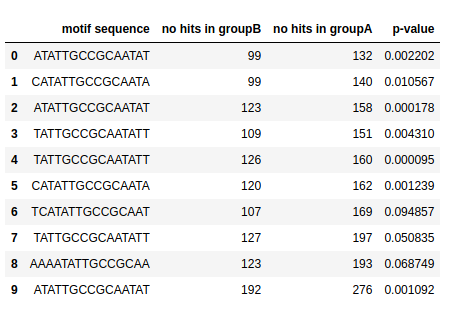 motif sequence no hits in groupB no hits in groupA p-value
0 ATATTGCCGCAATAT 99 132 0.002202
1 CATATTGCCGCAATA 99 140 0.010567
2 ATATTGCCGCAATAT 123 158 0.000178
3 TATTGCCGCAATATT 109 151 0.004310
4 TATTGCCGCAATATT 126 160 0.000095
5 CATATTGCCGCAATA 120 162 0.001239
6 TCATATTGCCGCAAT 107 169 0.094857
7 TATTGCCGCAATATT 127 197 0.050835
8 AAAATATTGCCGCAA 123 193 0.068749
9 ATATTGCCGCAATAT 192 276 0.001092